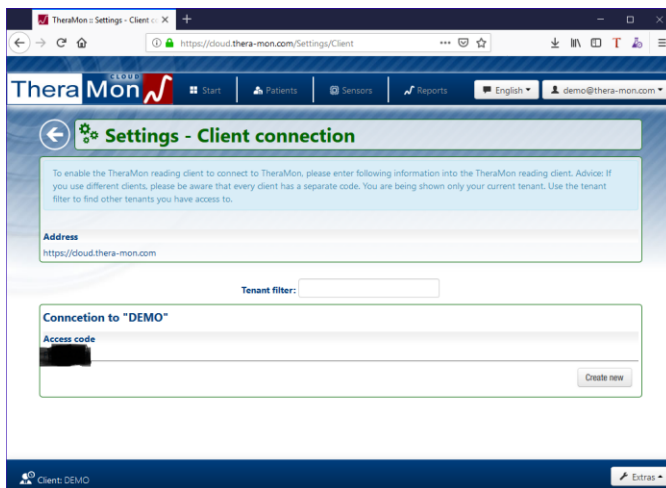 TheraMon :: Settings - Client cc
https://cloud.thera-mon.com/Settings/Client
CLOUD
TheraMon
Start
Patients
Sensors
Reports
English
demo@thera-mon.com
Settings - Client connection
To enable the TheraMon reading client to connect to TheraMon, please enter following information into the TheraMon reading client. Advice: If
you use different clients, please be aware that every client has a separate code. You are being shown only your current tenant. Use the tenant
filter to find other tenants you have access to.
Address
https://cloud.thera-mon.com
Tenant filter:
Conncetion to "DEMO"
Access code
Create new
Client: DEMO
Extras